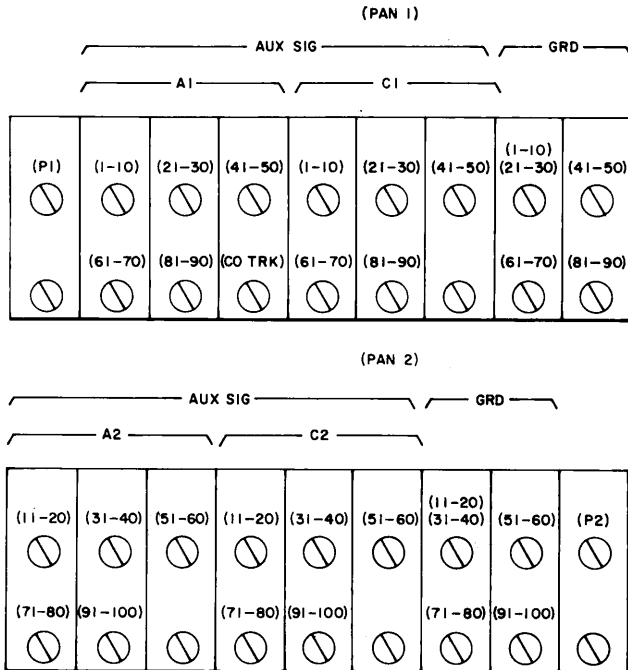 (PAN 1)
AUX SIG GRD
A1 C1
(1-10)
(P1) (1-10) (21-30) (41-50) (1-10) (21-30) (41-50) (21-30) (41-50)
(61-70) (81-90) (CO TRK) (61-70) (81-90) (61-70) (81-90)
(PAN 2)
AUX SIG GRD
A2 C2
(11-20)
(11-20) (31-40) (51-60) (11-20) (31-40) (51-60) (31-40) (51-60) (P2)
(71-80) (91-100) (71-80) (91-100) (71-80) (91-100)